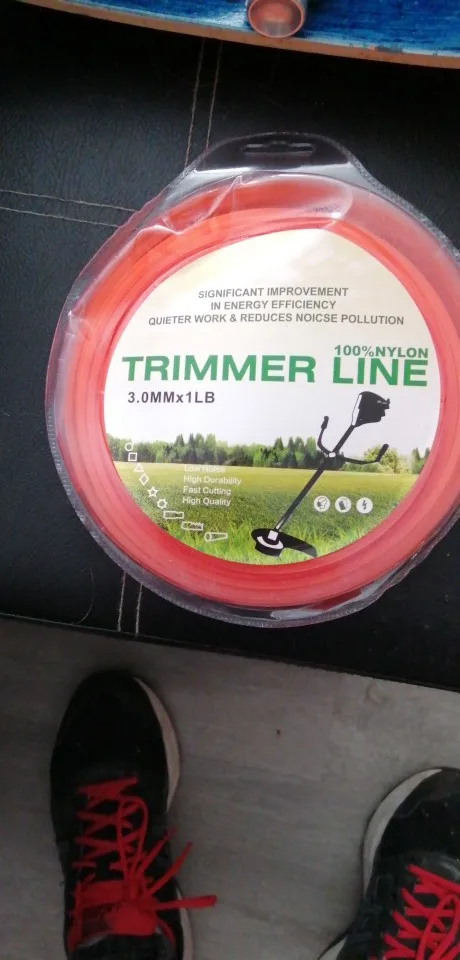 SIGNIFICANT IMPROVEMENT
IN ENERGY EFFICIENCY
QUIETER WORK & REDUCES NOICSE POLLUTION
100%NYLON
TRIMMER LINE
3.0MMx1LB
Low Noise
High Durability
Fast Cutting
High Quality